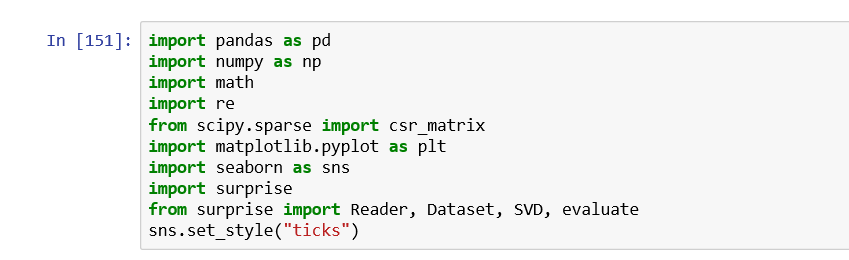 In [151]: import pandas as pd
import numpy as np
import math
import re
from scipy.sparse import csr_matrix
import matplotlib.pyplot as plt
import seaborn as sns
import surprise
from surprise import Reader, Dataset, SVD, evaluate
sns.set_style("ticks")